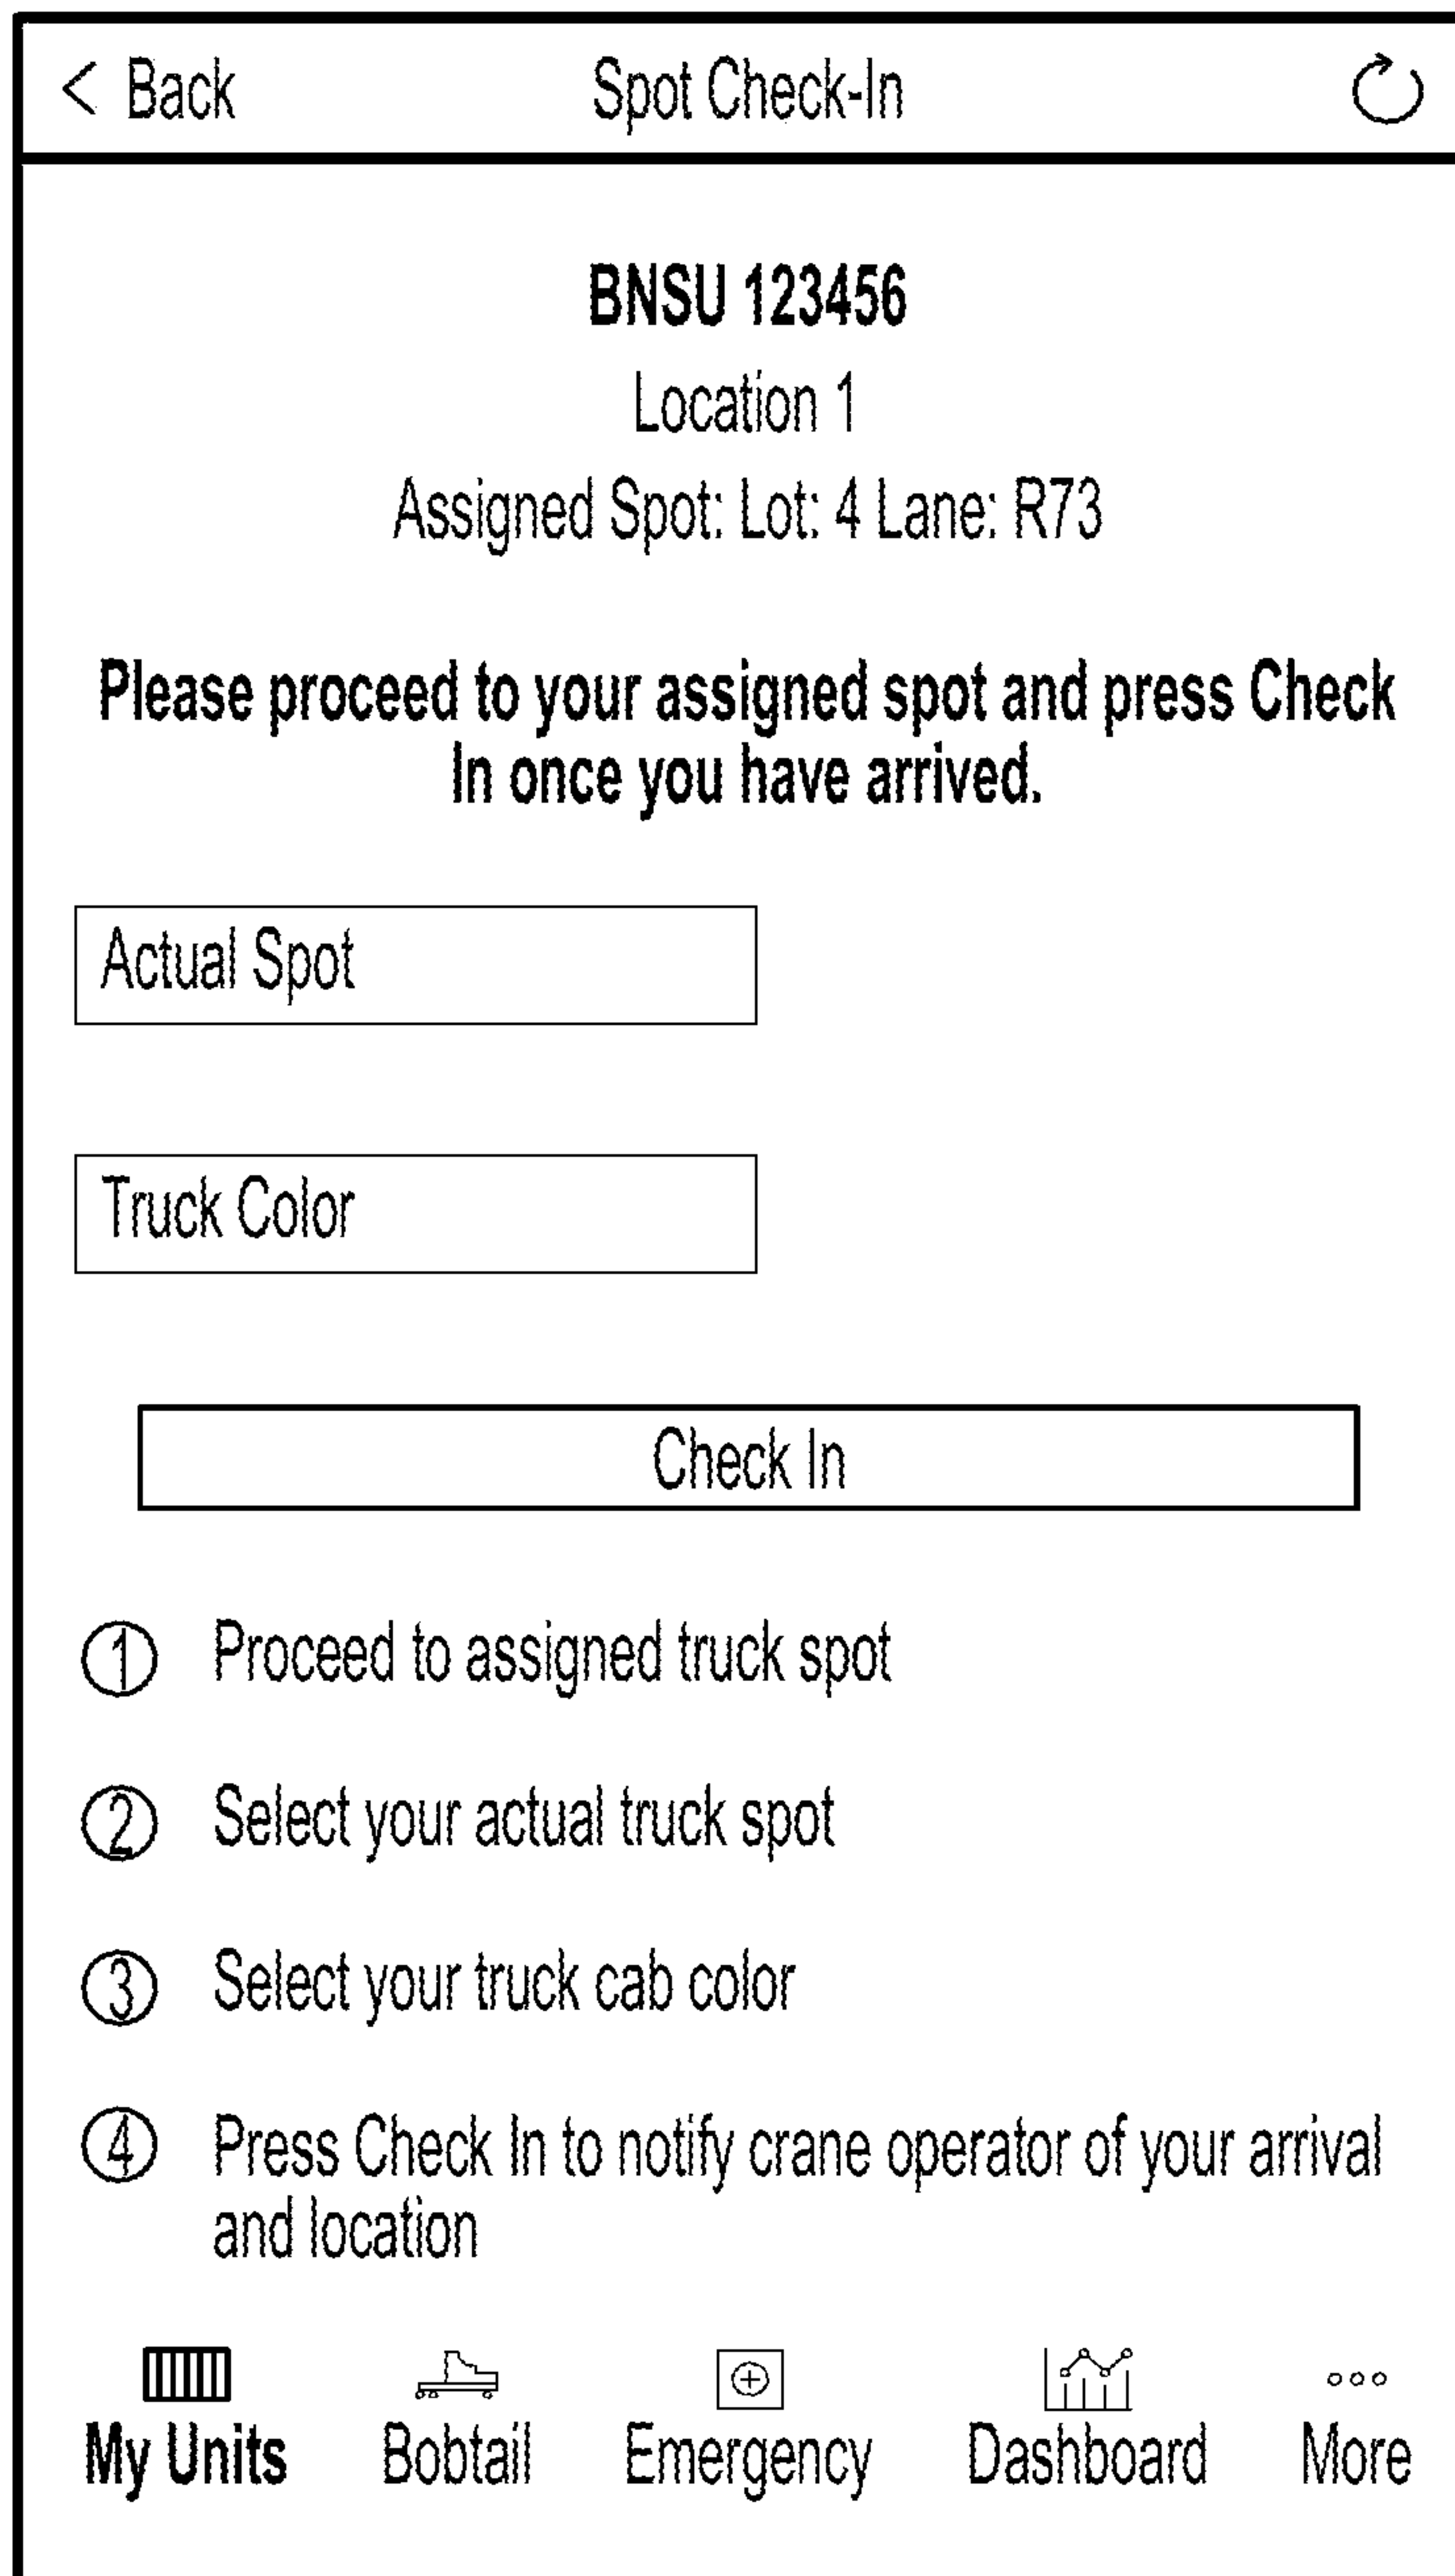 < Back Spot Check-In
BNSU 123456
Location 1
Assigned Spot: Lot: 4 Lane: R73
Please proceed to your assigned spot and press Check
In once you have arrived.
Actual Spot
Truck Color
Check In
1 Proceed to assigned truck spot
2 Select your actual truck spot
3 Select your truck cab color
4 Press Check In to notify crane operator of your arrival
and location
My Units Bobtail Emergency Dashboard More